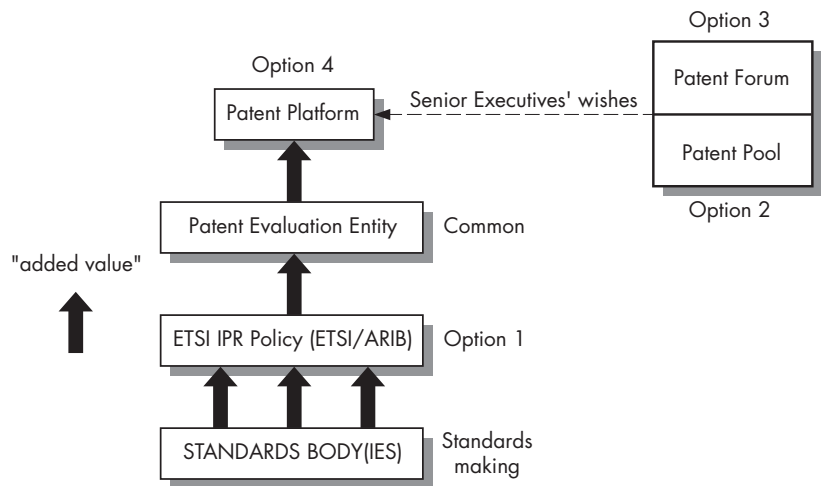 Option 3
Option 4
Patent Forum
Patent Platform
Senior Executives' wishes
Patent Pool
Option 2
Patent Evaluation Entity
Common
"added value"
ETSI IPR Policy (ETSI/ARIB)
Option 1
STANDARDS BODY(IES)
Standards
making